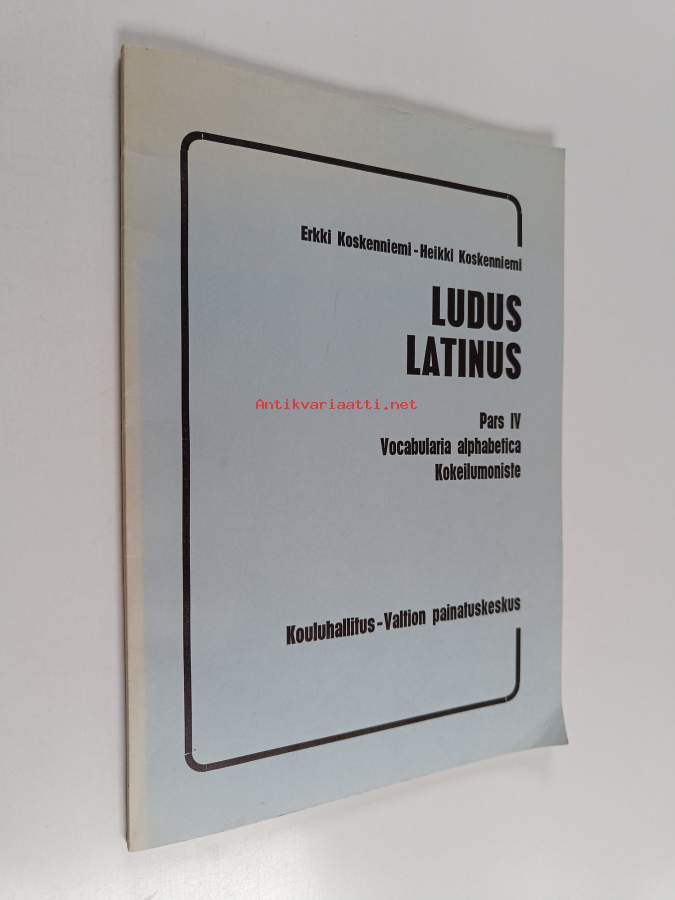 Erkki Koskenniemi - Heikki Koskenniemi
LUDUS
LATINUS
Antikvariaatti.net
Pars IV
Vocabularia alphabetica
Kokeilumoniste
Kouluhallitus - Valtion painatuskeskus